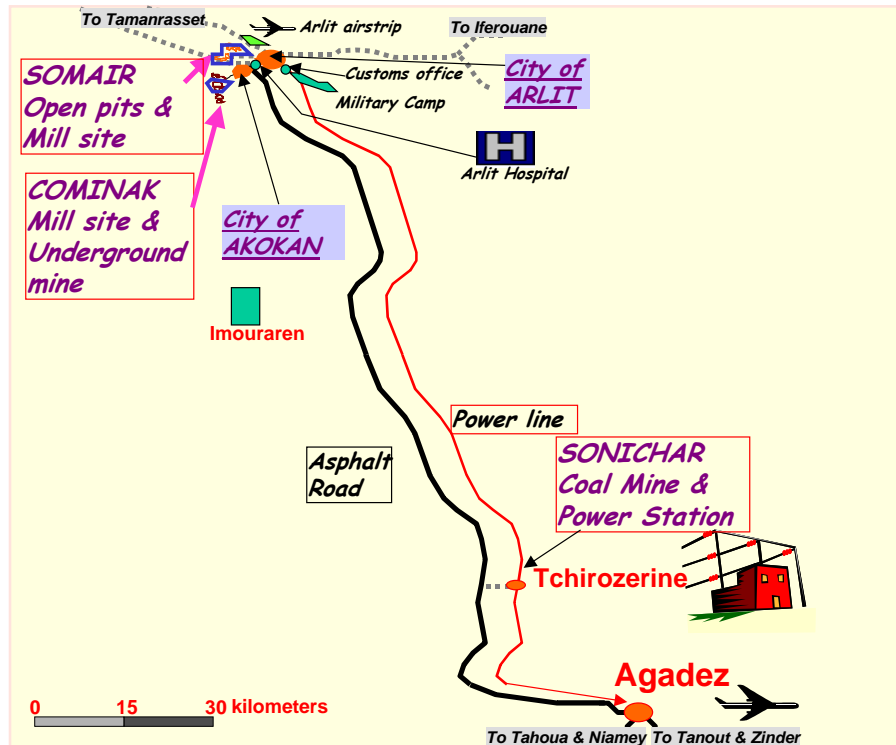 To Tamanrasset
Arlit airstrip
To Iferouane
SOMAIR
Open pits &
Mill site
Customs office
Military Camp
City of
ARLIT
H
Arlit Hospital
COMINAK
Mill site &
Underground
mine
City of
AKOKAN
Imouraren
Power line
Asphalt
Road
SONICHAR
Coal Mine &
Power Station
Tchirozerine
Agadez
0 15 30 kilometers
To Tahoua & Niamey To Tanout & Zinder